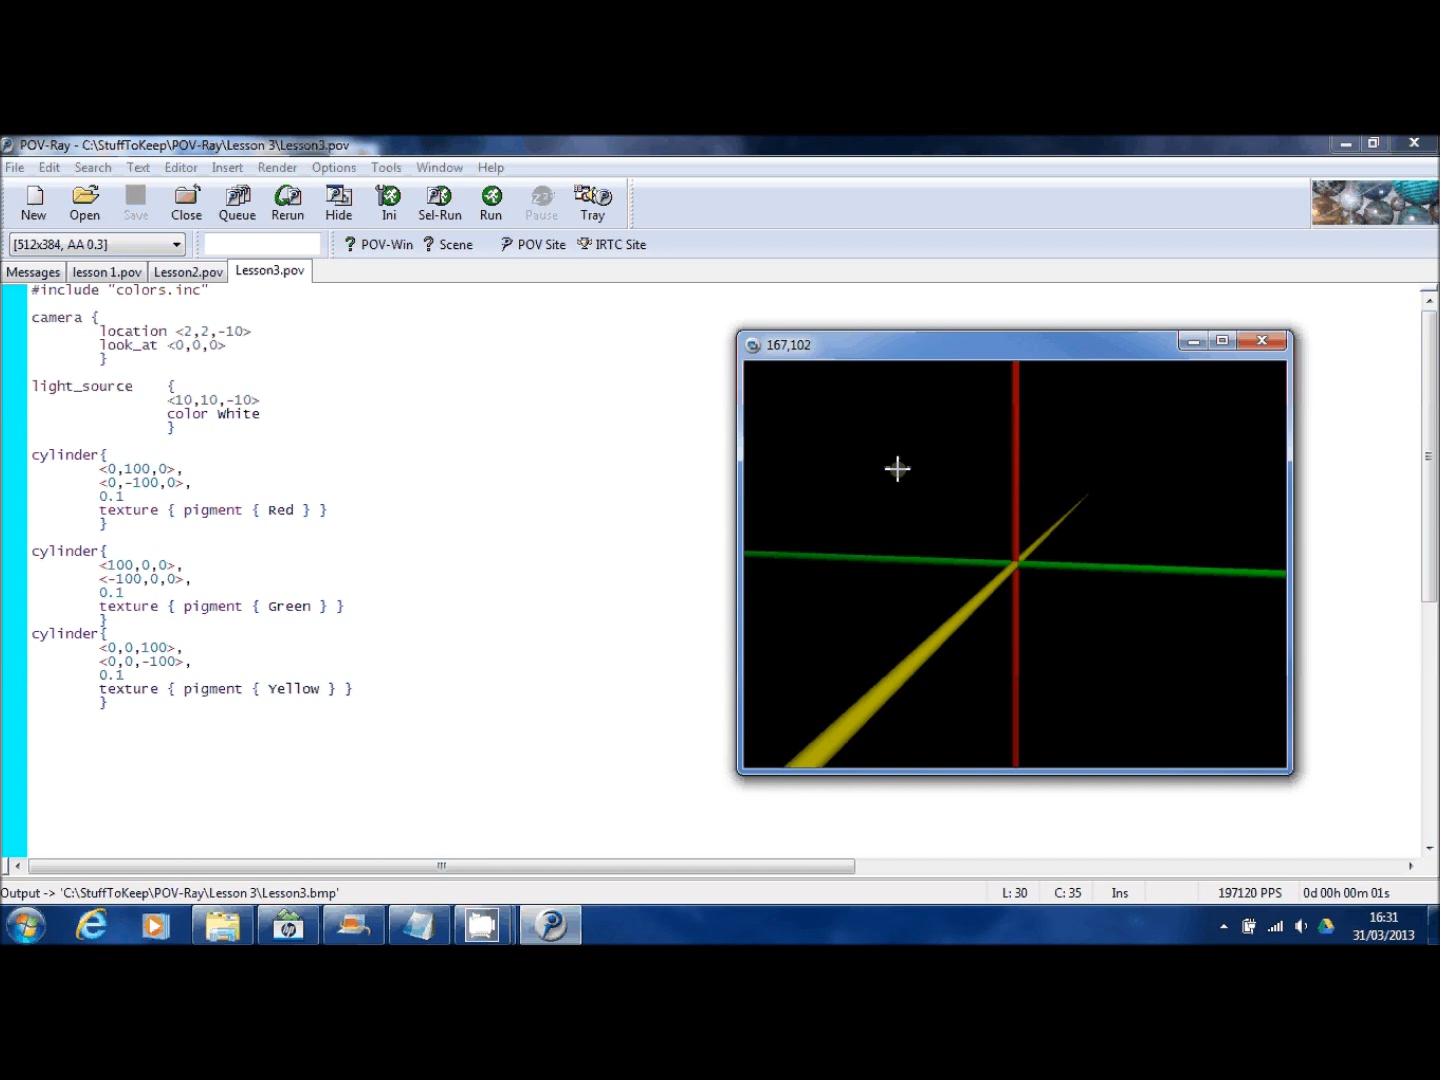 POV-Ray - C:\StuffToKeep\POV-Ray\Lesson 3\Lesson3.pov
File Edit Search Text Editor Insert Render Options Tools Window Help
New Open Save Close Queue Rerun Hide Ini Sel-Run Run Pause Tray
[512x384, AA 0.3] ? POV-Win ? Scene POV Site IRTC Site
Messages lesson 1.pov Lesson2.pov Lesson3.pov
#include "colors.inc"
camera {
location <2,2,-10>
look_at <0,0,0>
}
light_source {
<10,10,-10>
color White
}
cylinder{
<0,100,0>,
<0,-100,0>,
0.1
texture { pigment { Red } }
}
cylinder{
<100,0,0>,
<-100,0,0>,
0.1
texture { pigment { Green } }
}
cylinder{
<0,0,100>,
<0,0,-100>,
0.1
texture { pigment { Yellow } }
}
167,102
Output -> 'C:\StuffToKeep\POV-Ray\Lesson 3\Lesson3.bmp' L: 30 C: 35 Ins 197120 PPS 0d 00h 00m 01s
16:31
31/03/2013